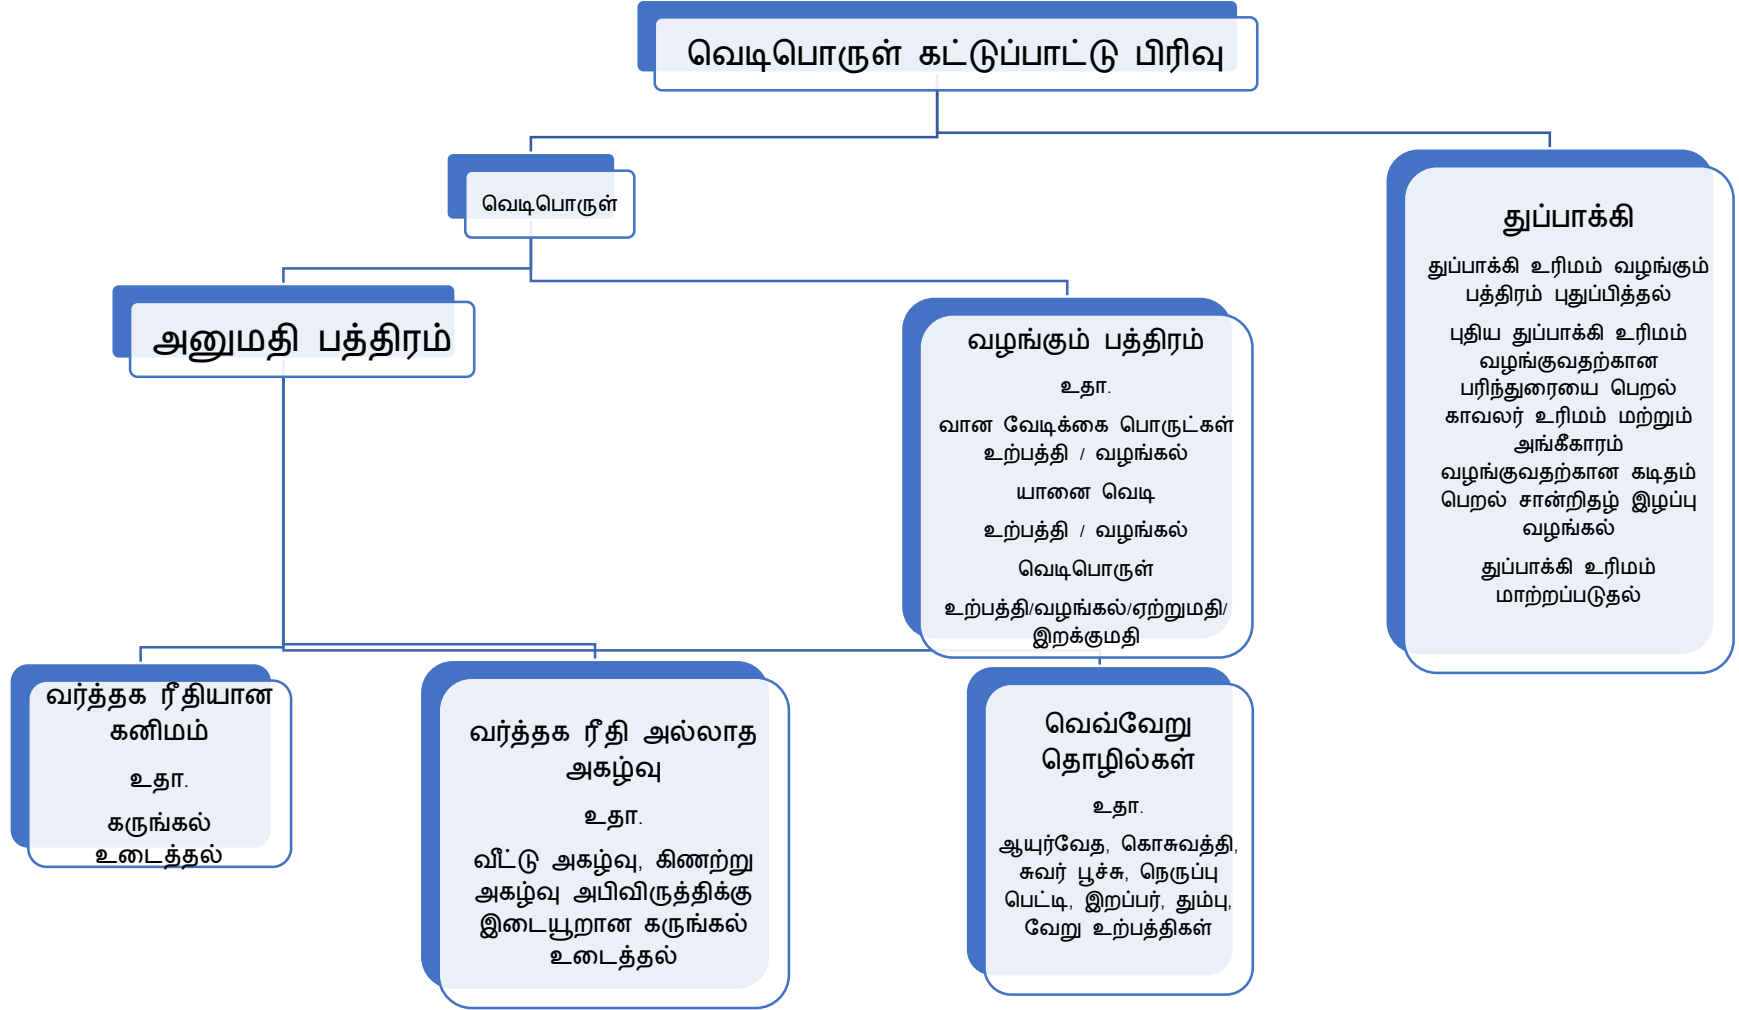 வெடிபொருள் கட்டுப்பாட்டு பிரிவு
வெடிபொருள்
துப்பாக்கி
துப்பாக்கி உரிமம் வழங்கும்
பத்திரம் புதுப்பித்தல்
புதிய துப்பாக்கி உரிமம்
வழங்குவதற்கான
பரிந்துரையை பெறல்
காவலர் உரிமம் மற்றும்
அங்கீகாரம்
வழங்குவதற்கான கடிதம்
பெறல் சான்றிதழ் இழப்பு
வழங்கல்
துப்பாக்கி உரிமம்
மாற்றப்படுதல்
அனுமதி பத்திரம்
வழங்கும் பத்திரம்
உதா.
வான வேடிக்கை பொருட்கள்
உற்பத்தி / வழங்கல்
யானை வெடி
உற்பத்தி / வழங்கல்
வெடிபொருள்
உற்பத்தி/வழங்கல்/ஏற்றுமதி/
இறக்குமதி
வர்த்தக ரீதியான
கனிமம்
உதா.
கருங்கல்
உடைத்தல்
வர்த்தக ரீதி அல்லாத
அகழ்வு
உதா.
வீட்டு அகழ்வு, கிணற்று
அகழ்வு அபிவிருத்திக்கு
இடையூறான கருங்கல்
உடைத்தல்
வெவ்வேறு
தொழில்கள்
உதா.
ஆயுர்வேத, கொசுவத்தி,
சுவர் பூச்சு, நெருப்பு
பெட்டி, இறப்பர், தும்பு,
வேறு உற்பத்திகள்